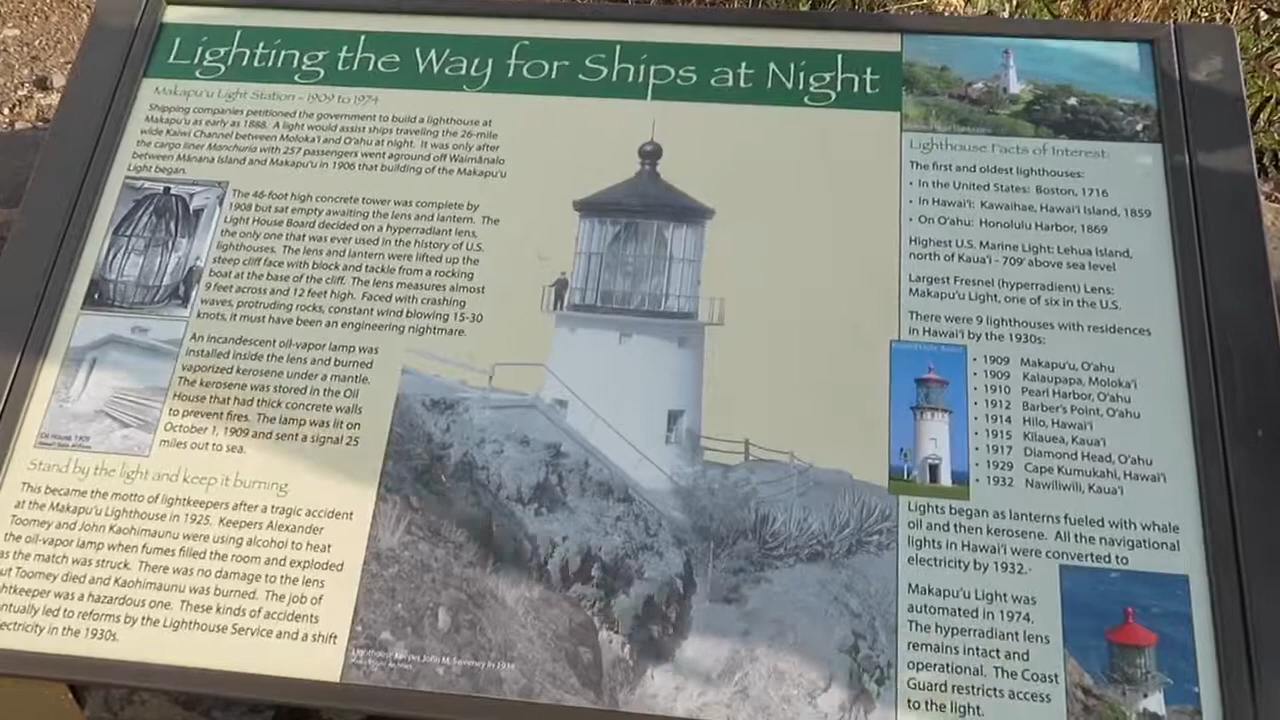 Lighting the Way for Ships at Night
Makapu'u Light Station - 1909 to 1974
Shipping companies petitioned the government to build a lighthouse at
Makapu'u as early as 1888. A light would assist ships traveling the 26-mile
wide Kaiwi Channel between Moloka'i and O'ahu at night. It was only after
the cargo liner Manchuria with 257 passengers went aground off Waimānalo
between Mānana Island and Makapu'u in 1906 that building of the Makapu'u
Light began.
The 46-foot high concrete tower was complete by
1908 but sat empty awaiting the lens and lantern. The
Light House Board decided on a hyperradiant lens,
the only one that was ever used in the history of U.S.
lighthouses. The lens and lantern were lifted up the
steep cliff face with block and tackle from a rocking
boat at the base of the cliff. The lens measures almost
9 feet across and 12 feet high. Faced with crashing
waves, protruding rocks, constant wind blowing 15-30
knots, it must have been an engineering nightmare.
An incandescent oil-vapor lamp was
installed inside the lens and burned
vaporized kerosene under a mantle.
The kerosene was stored in the Oil
House that had thick concrete walls
to prevent fires. The lamp was lit on
October 1, 1909 and sent a signal 25
miles out to sea.
Oil House, 1909
Stand by the light and keep it burning
This became the motto of lightkeepers after a tragic accident
at the Makapu'u Lighthouse in 1925. Keepers Alexander
Toomey and John Kaohimaunu were using alcohol to heat
the oil-vapor lamp when fumes filled the room and exploded
as the match was struck. There was no damage to the lens
ut Toomey died and Kaohimaunu was burned. The job of
htkeeper was a hazardous one. These kinds of accidents
ntually led to reforms by the Lighthouse Service and a shift
ectricity in the 1930s.
Lighthouse Keeper John M. Sweeney in
Lighthouse Facts of Interest:
The first and oldest lighthouses:
• In the United States: Boston, 1716
• In Hawai'i: Kawaihae, Hawai'i Island, 1859
• On O'ahu: Honolulu Harbor, 1869
Highest U.S. Marine Light: Lehua Island,
north of Kaua'i - 709' above sea level
Largest Fresnel (hyperradient) Lens:
Makapu'u Light, one of six in the U.S.
There were 9 lighthouses with residences
in Hawai'i by the 1930s:
• 1909 Makapu'u, O'ahu
• 1909 Kalaupapa, Moloka'i
• 1910 Pearl Harbor, O'ahu
• 1912 Barber's Point, O'ahu
• 1914 Hilo, Hawai'i
• 1915 Kilauea, Kaua'i
• 1917 Diamond Head, O'ahu
• 1929 Cape Kumukahi, Hawai'i
• 1932 Nawiliwili, Kaua'i
Lights began as lanterns fueled with whale
oil and then kerosene. All the navigational
lights in Hawai'i were converted to
electricity by 1932.
Makapu'u Light was
automated in 1974.
The hyperradiant lens
remains intact and
operational. The Coast
Guard restricts access
to the light.